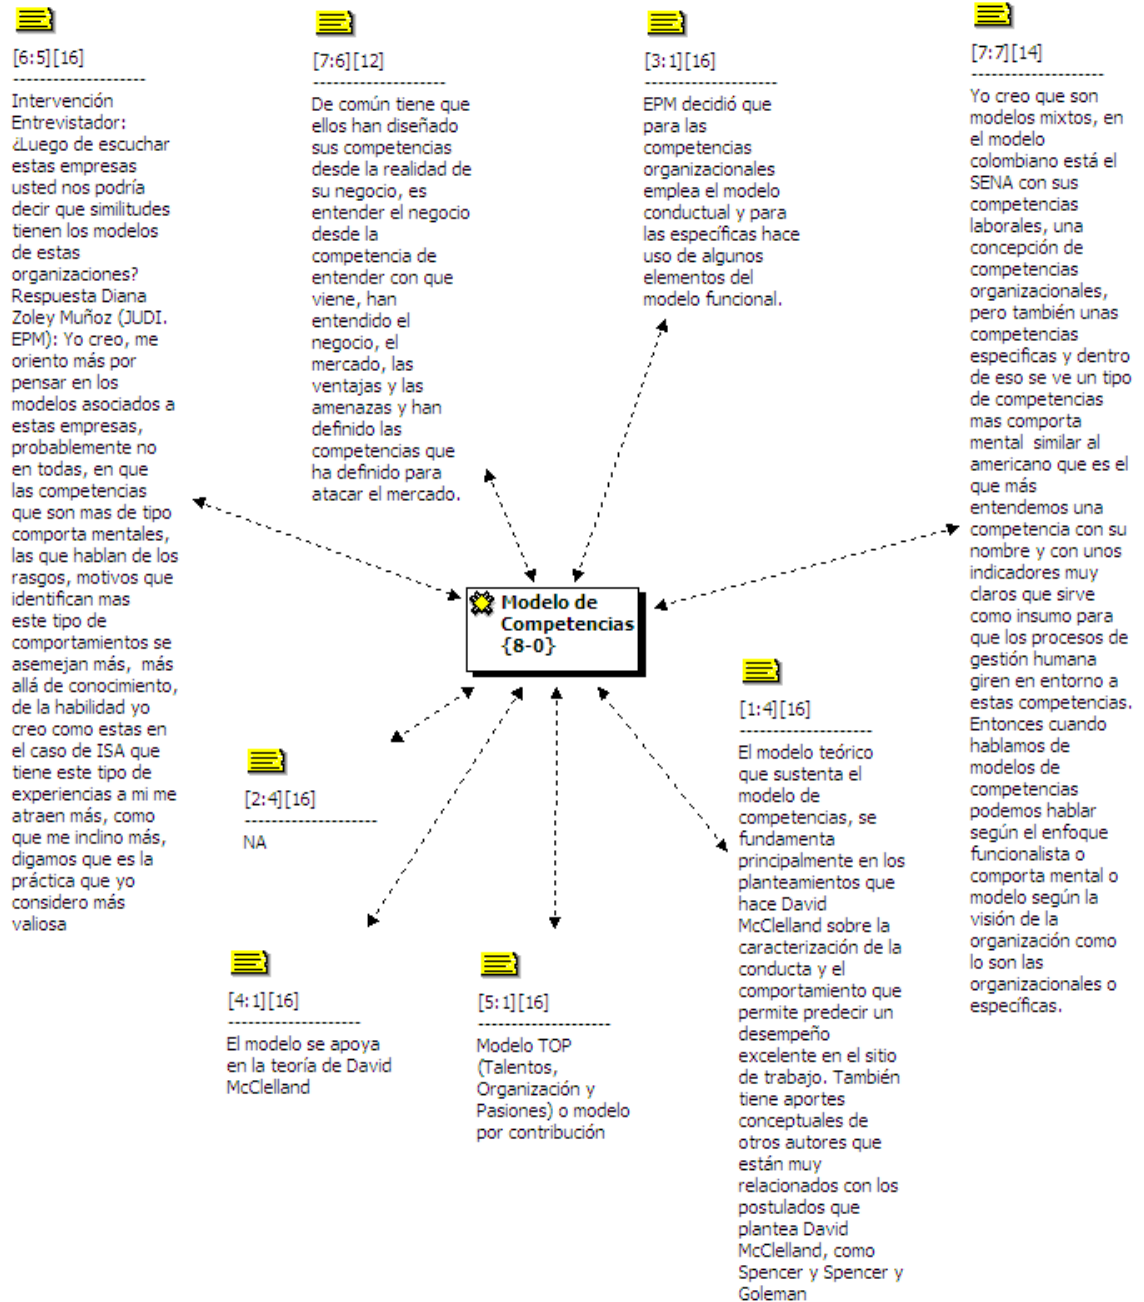 [6:5][16]
--------------------
Intervención
Entrevistador:
¿Luego de escuchar
estas empresas
usted nos podría
decir que similitudes
tienen los modelos
de estas
organizaciones?
Respuesta Diana
Zoley Muñoz (JUDI.
EPM): Yo creo, me
oriento más por
pensar en los
modelos asociados a
estas empresas,
probablemente no
en todas, en que
las competencias
que son mas de tipo
comporta mentales,
las que hablan de los
rasgos, motivos que
identifican mas
este tipo de
comportamientos se
asemejan más, más
allá de conocimiento,
de la habilidad yo
creo como estas en
el caso de ISA que
tiene este tipo de
experiencias a mi me
atraen más, como
que me inclino más,
digamos que es la
práctica que yo
considero más
valiosa
[7:6][12]
--------------------
De común tiene que
ellos han diseñado
sus competencias
desde la realidad de
su negocio, es
entender el negocio
desde la
competencia de
entender con que
viene, han
entendido el
negocio, el
mercado, las
ventajas y las
amenazas y han
definido las
competencias que
ha definido para
atacar el mercado.
[3:1][16]
--------------------
EPM decidió que
para las
competencias
organizacionales
emplea el modelo
conductual y para
las específicas hace
uso de algunos
elementos del
modelo funcional.
[7:7][14]
--------------------
Yo creo que son
modelos mixtos, en
el modelo
colombiano está el
SENA con sus
competencias
laborales, una
concepción de
competencias
organizacionales,
pero también unas
competencias
especificas y dentro
de eso se ve un tipo
de competencias
mas comporta
mental similar al
americano que es el
que más
entendemos una
competencia con su
nombre y con unos
indicadores muy
claros que sirve
como insumo para
que los procesos de
gestión humana
giren en entorno a
estas competencias.
Entonces cuando
hablamos de
modelos de
competencias
podemos hablar
según el enfoque
funcionalista o
comporta mental o
modelo según la
visión de la
organización como
lo son las
organizacionales o
específicas.
Modelo de
Competencias
{8-0}
[2:4][16]
--------------------
NA
[4:1][16]
--------------------
El modelo se apoya
en la teoría de David
McClelland
[5:1][16]
--------------------
Modelo TOP
(Talentos,
Organización y
Pasiones) o modelo
por contribución
[1:4][16]
--------------------
El modelo teórico
que sustenta el
modelo de
competencias, se
fundamenta
principalmente en los
planteamientos que
hace David
McClelland sobre la
caracterización de la
conducta y el
comportamiento que
permite predecir un
desempeño
excelente en el sitio
de trabajo. También
tiene aportes
conceptuales de
otros autores que
están muy
relacionados con los
postulados que
plantea David
McClelland, como
Spencer y Spencer y
Goleman